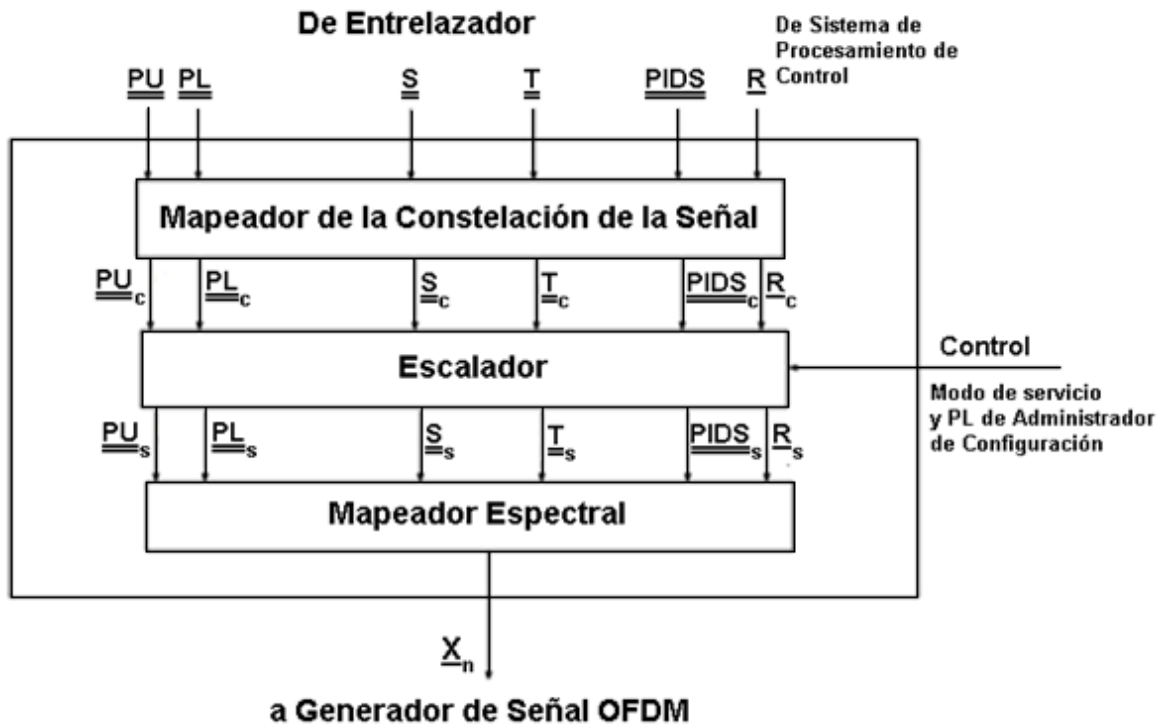 De Entrelazador
De Sistema de
Procesamiento de
Control
PU PL S T PIDS R
Mapeador de la Constelación de la Señal
PUc PLc Sc Tc PIDSc Rc
Escalador
Control
Modo de servicio
y PL de Administrador
de Configuración
PUs PLs Ss Ts PIDSs Rs
Mapeador Espectral
Xn
a Generador de Señal OFDM